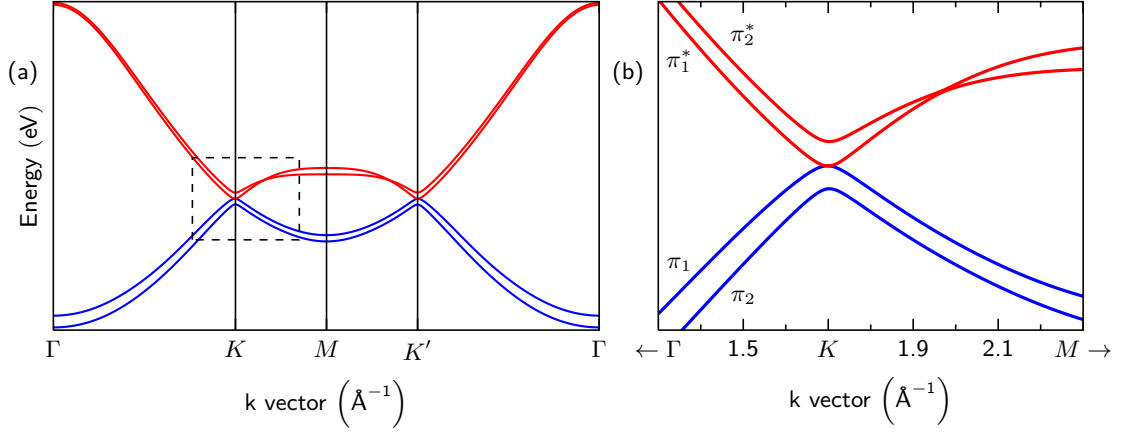 (a)
Energy (eV)
Γ K M K′ Γ
k vector (Å⁻¹)
(b)
π₂*
π₁*
π₁
π₂
← Γ 1.5 K 1.9 2.1 M →
k vector (Å⁻¹)